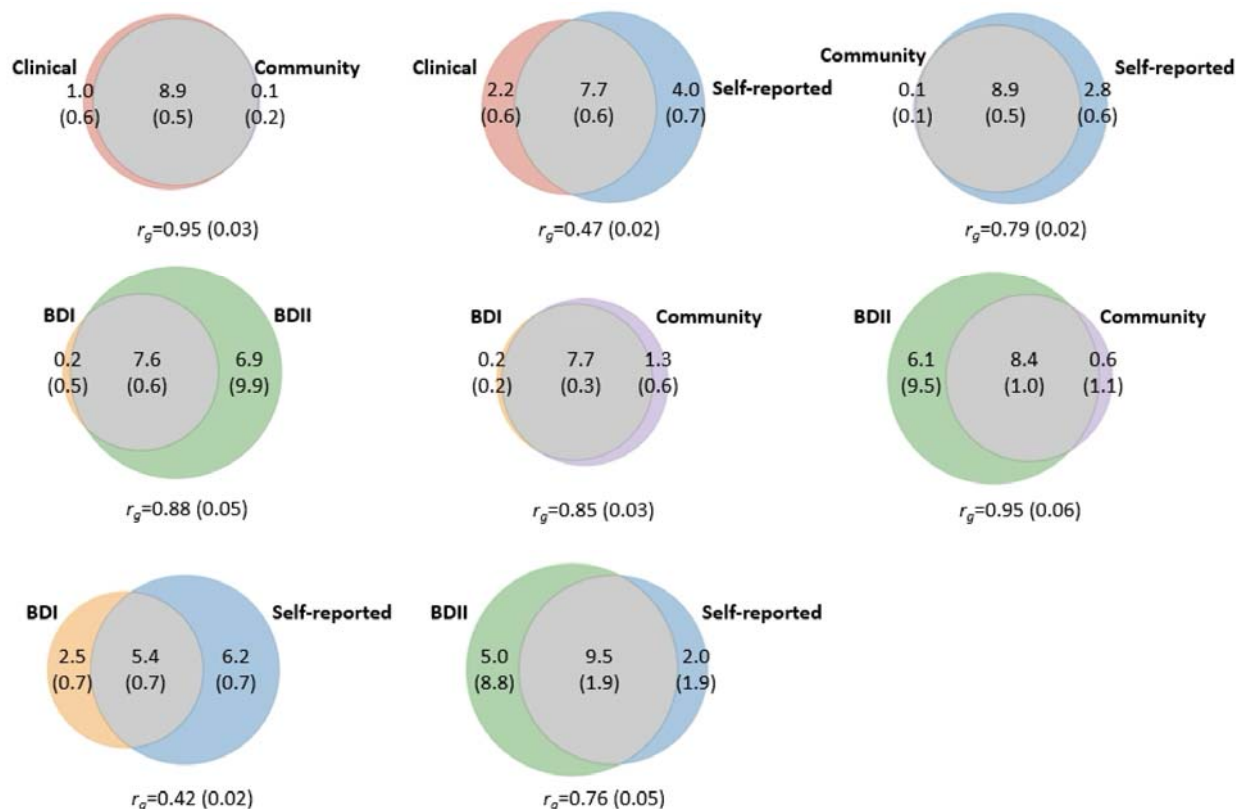 Clinical Community
1.0 8.9 0.1
(0.6) (0.5) (0.2)
r_g=0.95 (0.03)
Clinical Self-reported
2.2 7.7 4.0
(0.6) (0.6) (0.7)
r_g=0.47 (0.02)
Community Self-reported
0.1 8.9 2.8
(0.1) (0.5) (0.6)
r_g=0.79 (0.02)
BDI BDII
0.2 7.6 6.9
(0.5) (0.6) (9.9)
r_g=0.88 (0.05)
BDI Community
0.2 7.7 1.3
(0.2) (0.3) (0.6)
r_g=0.85 (0.03)
BDII Community
6.1 8.4 0.6
(9.5) (1.0) (1.1)
r_g=0.95 (0.06)
BDI Self-reported
2.5 5.4 6.2
(0.7) (0.7) (0.7)
r_g=0.42 (0.02)
BDII Self-reported
5.0 9.5 2.0
(8.8) (1.9) (1.9)
r_g=0.76 (0.05)